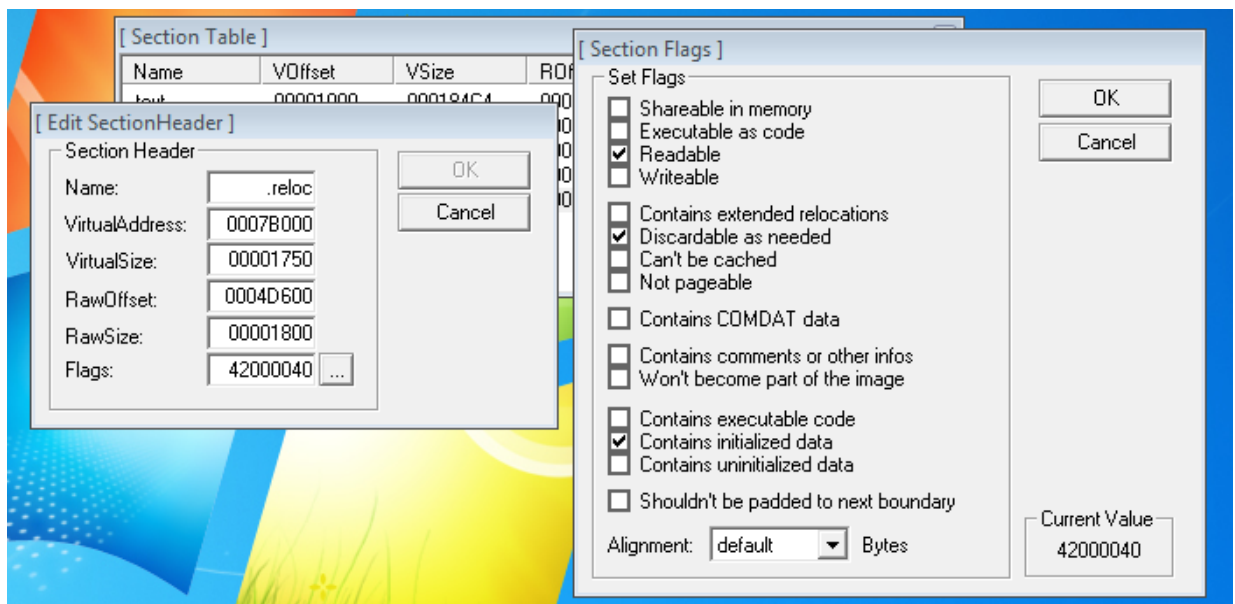 [ Section Table ]
Name VOffset VSize
00001000
[ Edit SectionHeader ]
Section Header
Name: .reloc
VirtualAddress: 0007B000
VirtualSize: 00001750
RawOffset: 0004D600
RawSize: 00001800
Flags: 42000040 ...
OK
Cancel
[ Section Flags ]
Set Flags
Shareable in memory
Executable as code
Readable
Writeable
Contains extended relocations
Discardable as needed
Can't be cached
Not pageable
Contains COMDAT data
Contains comments or other infos
Won't become part of the image
Contains executable code
Contains initialized data
Contains uninitialized data
Shouldn't be padded to next boundary
Alignment: default Bytes
OK
Cancel
Current Value
42000040